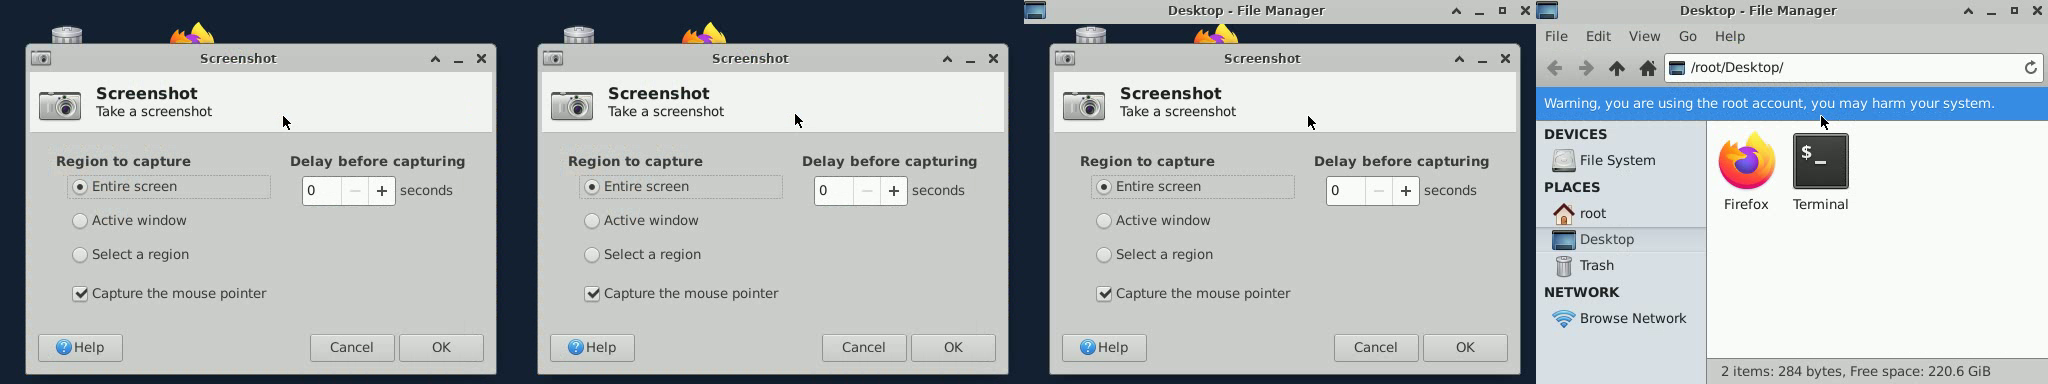 Screenshot
Screenshot
Take a screenshot
Region to capture
Delay before capturing
Entire screen
0
seconds
Active window
Select a region
Capture the mouse pointer
Help
Cancel
OK
Screenshot
Screenshot
Take a screenshot
Region to capture
Delay before capturing
Entire screen
0
seconds
Active window
Select a region
Capture the mouse pointer
Help
Cancel
OK
Desktop - File Manager
Screenshot
Screenshot
Take a screenshot
Region to capture
Delay before capturing
Entire screen
0
seconds
Active window
Select a region
Capture the mouse pointer
Help
Cancel
OK
Desktop - File Manager
File Edit View Go Help
/root/Desktop/
Warning, you are using the root account, you may harm your system.
DEVICES
File System
PLACES
root
Desktop
Trash
NETWORK
Browse Network
$_
Firefox
Terminal
2 items: 284 bytes, Free space: 220.6 GiB